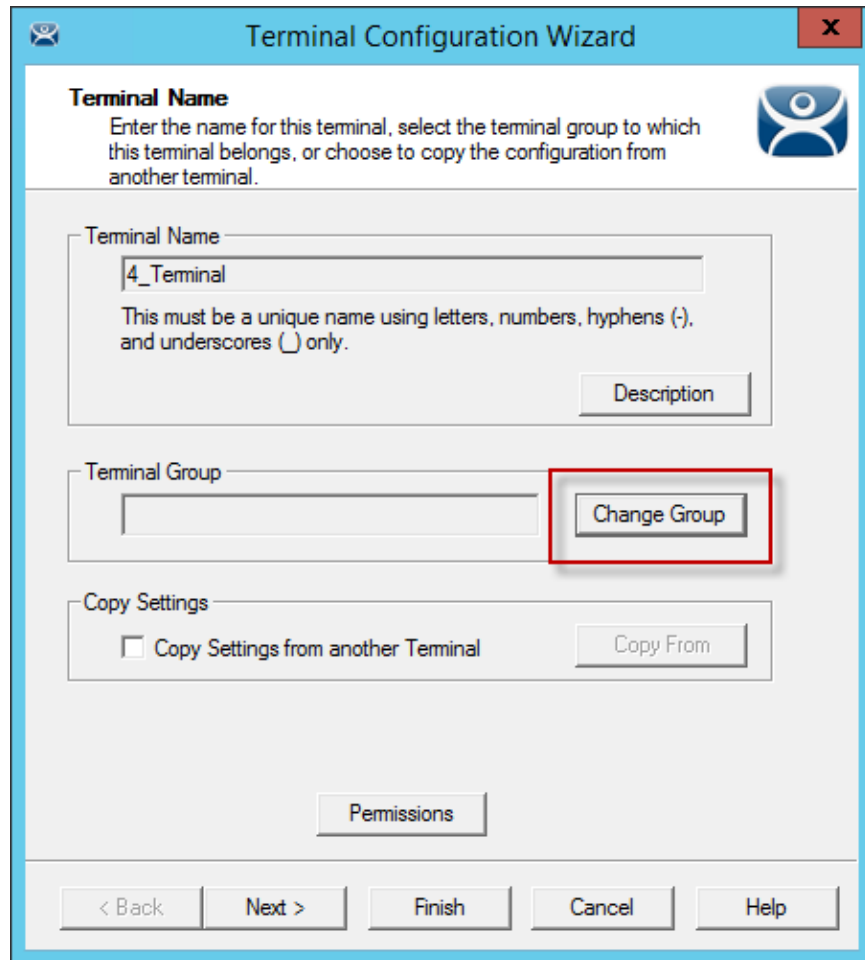 Terminal Configuration Wizard
x
Terminal Name
Enter the name for this terminal, select the terminal group to which
this terminal belongs, or choose to copy the configuration from
another terminal.
Terminal Name
4_Terminal
This must be a unique name using letters, numbers, hyphens (-),
and underscores (_) only.
Description
Terminal Group
Change Group
Copy Settings
Copy Settings from another Terminal
Copy From
Permissions
< Back Next > Finish Cancel Help